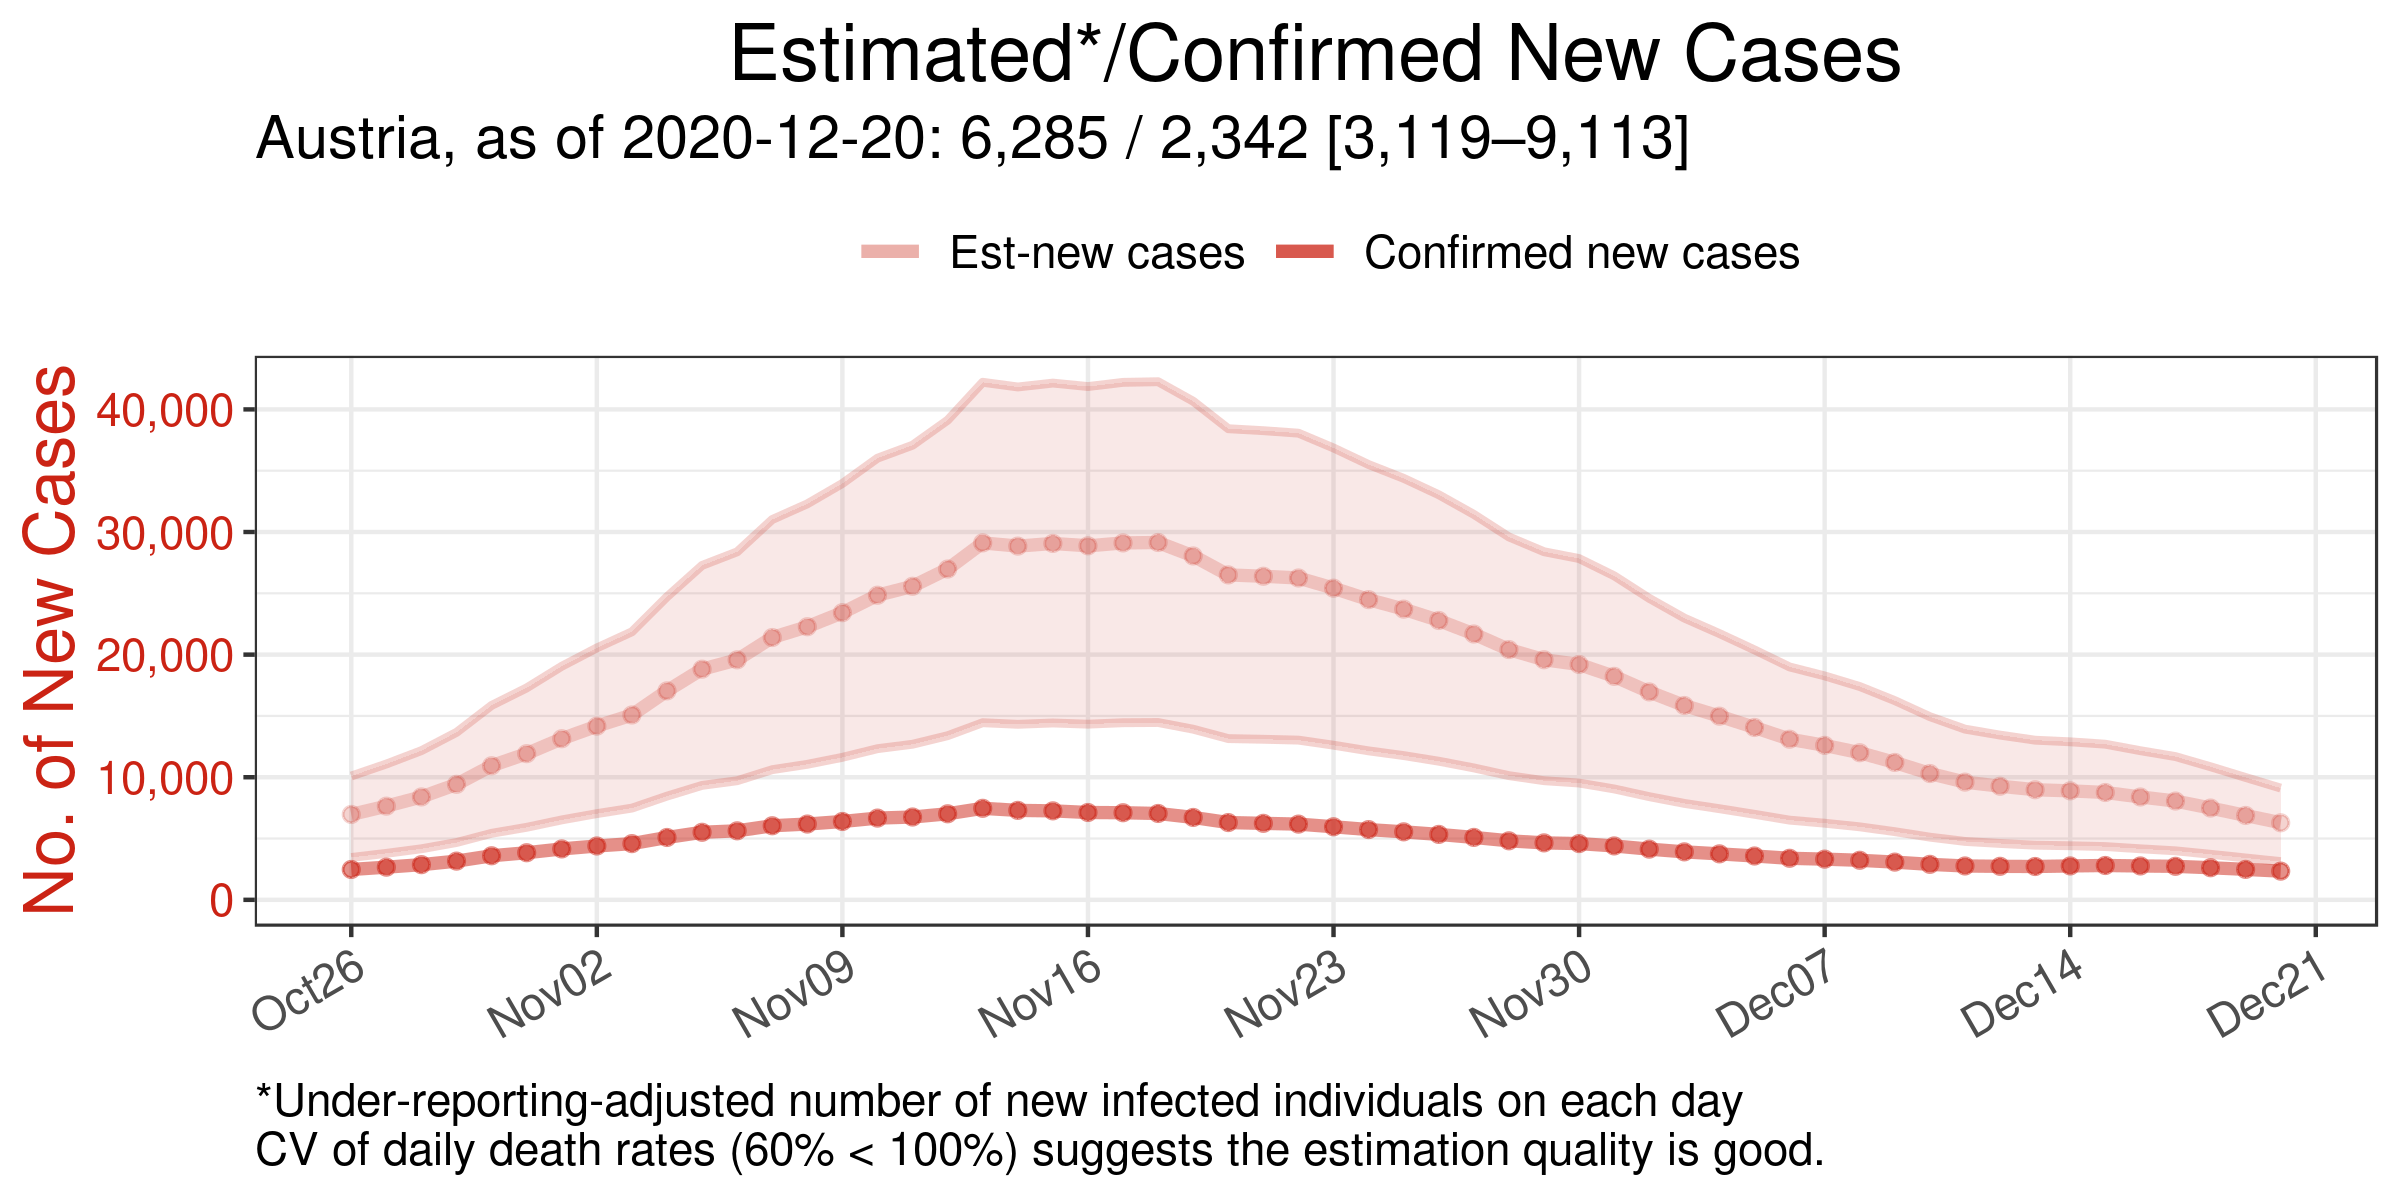 Estimated*/Confirmed New Cases
Austria, as of 2020-12-20: 6,285 / 2,342 [3,119–9,113]
Est-new cases Confirmed new cases
No. of New Cases
40,000
30,000
20,000
10,000
0
Oct26 Nov02 Nov09 Nov16 Nov23 Nov30 Dec07 Dec14 Dec21
*Under-reporting-adjusted number of new infected individuals on each day
CV of daily death rates (60% < 100%) suggests the estimation quality is good.